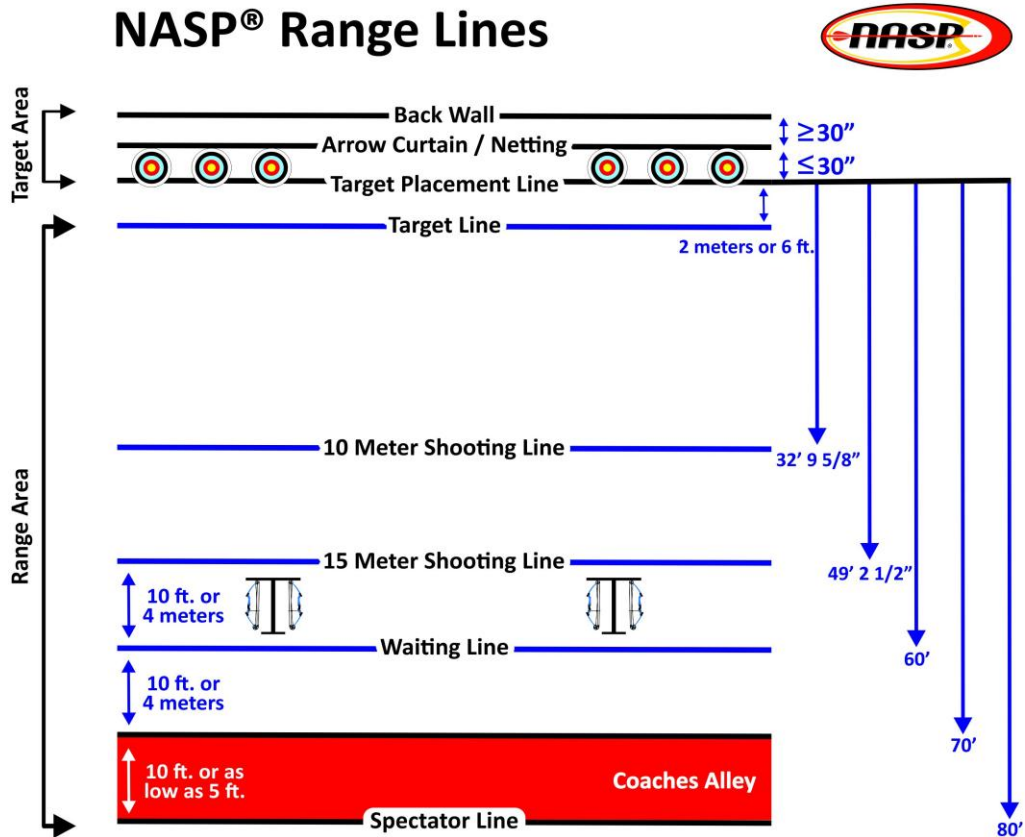 NASP® Range Lines
NASP®
Target Area
Back Wall
≥30”
Arrow Curtain / Netting
≤30”
Target Placement Line
Target Line
2 meters or 6 ft.
Range Area
10 Meter Shooting Line
32’ 9 5/8”
15 Meter Shooting Line
49’ 2 1/2”
10 ft. or
4 meters
Waiting Line
60’
10 ft. or
4 meters
70’
10 ft. or as
low as 5 ft.
Coaches Alley
Spectator Line
80’